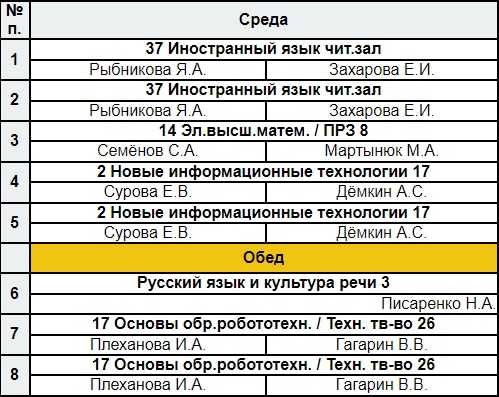 № п. Среда
1 37 Иностранный язык чит.зал
Рыбникова Я.А. Захарова Е.И.
2 37 Иностранный язык чит.зал
Рыбникова Я.А. Захарова Е.И.
3 14 Эл.высш.матем. / ПРЗ 8
Семёнов С.А. Мартынюк М.А.
4 2 Новые информационные технологии 17
Сурова Е.В. Дёмкин А.С.
5 2 Новые информационные технологии 17
Сурова Е.В. Дёмкин А.С.
Обед
6 Русский язык и культура речи 3
Писаренко Н.А.
7 17 Основы обр.робототехн. / Техн. тв-во 26
Плеханова И.А. Гагарин В.В.
8 17 Основы обр.робототехн. / Техн. тв-во 26
Плеханова И.А. Гагарин В.В.